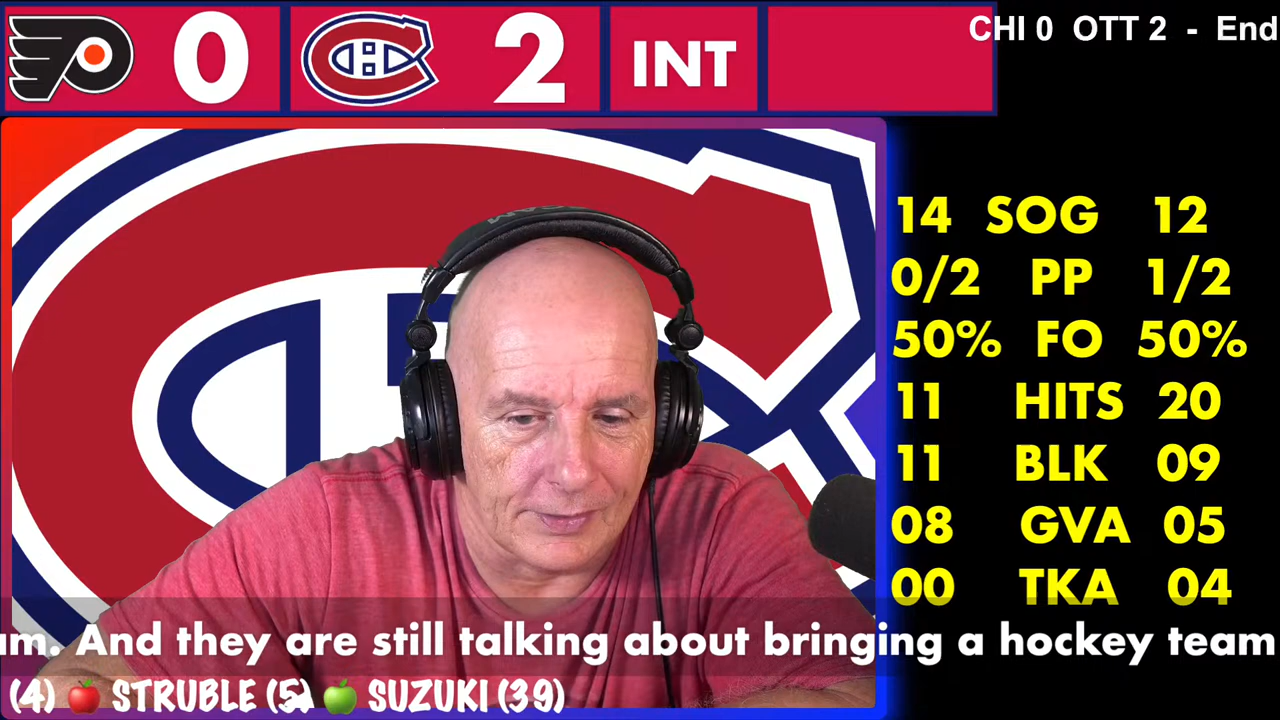 0 2 INT
CHI 0 OTT 2 - End
14 SOG 12
0/2 PP 1/2
50% FO 50%
11 HITS 20
11 BLK 09
08 GVA 05
00 TKA 04
am. And they are still talking about bringing a hockey team
(4) 🍎 STRUBLE (5) 🍏 SUZUKI (39)